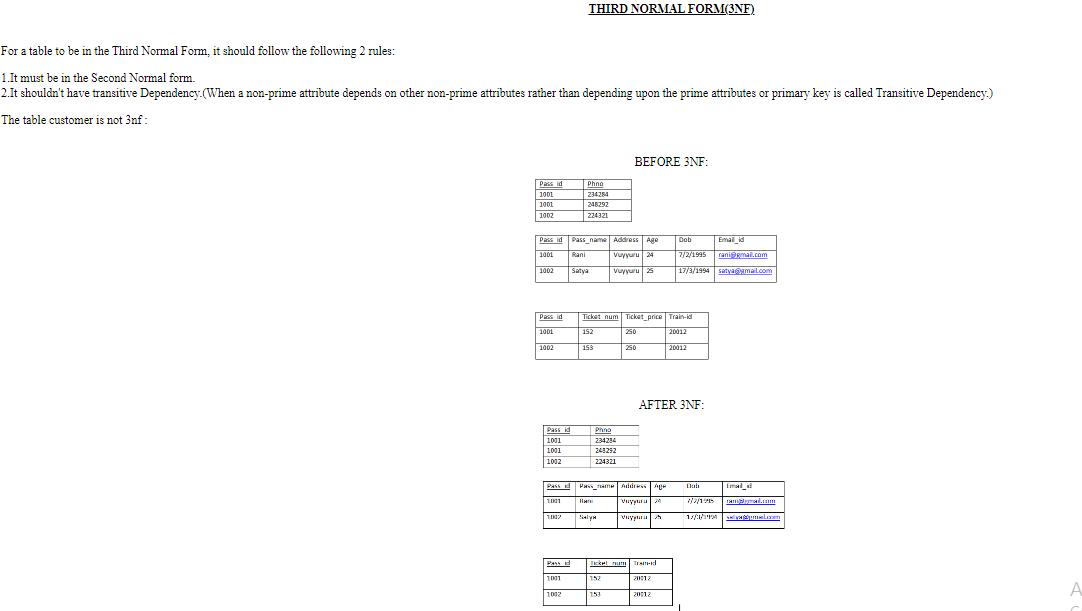 THIRD NORMAL FORM(3NF)
For a table to be in the Third Normal Form, it should follow the following 2 rules:
1.It must be in the Second Normal form.
2.It shouldn't have transitive Dependency.(When a non-prime attribute depends on other non-prime attributes rather than depending upon the prime attributes or primary key is called Transitive Dependency.)
The table customer is not 3nf :
BEFORE 3NF:
Pass_id Phno
1001 234284
1001 248292
1002 224321
Pass_id Pass_name Address Age Dob Email_id
1001 Rani Vuyyuru 24 7/2/1995 rani@gmail.com
1002 Satya Vuyyuru 25 17/3/1994 satya@gmail.com
Pass_id Ticket_num Ticket_price Train-id
1001 152 250 20012
1002 153 250 20012
AFTER 3NF:
Pass_id Phno
1001 234284
1001 248292
1002 224321
Pass_id Pass_name Address Age Dob Email_id
1001 Rani Vuyyuru 24 7/2/1995 rani@gmail.com
1002 Satya Vuyyuru 25 17/3/1994 satya@gmail.com
Pass_id Ticket_num Train-id
1001 152 20012
1002 153 20012
A